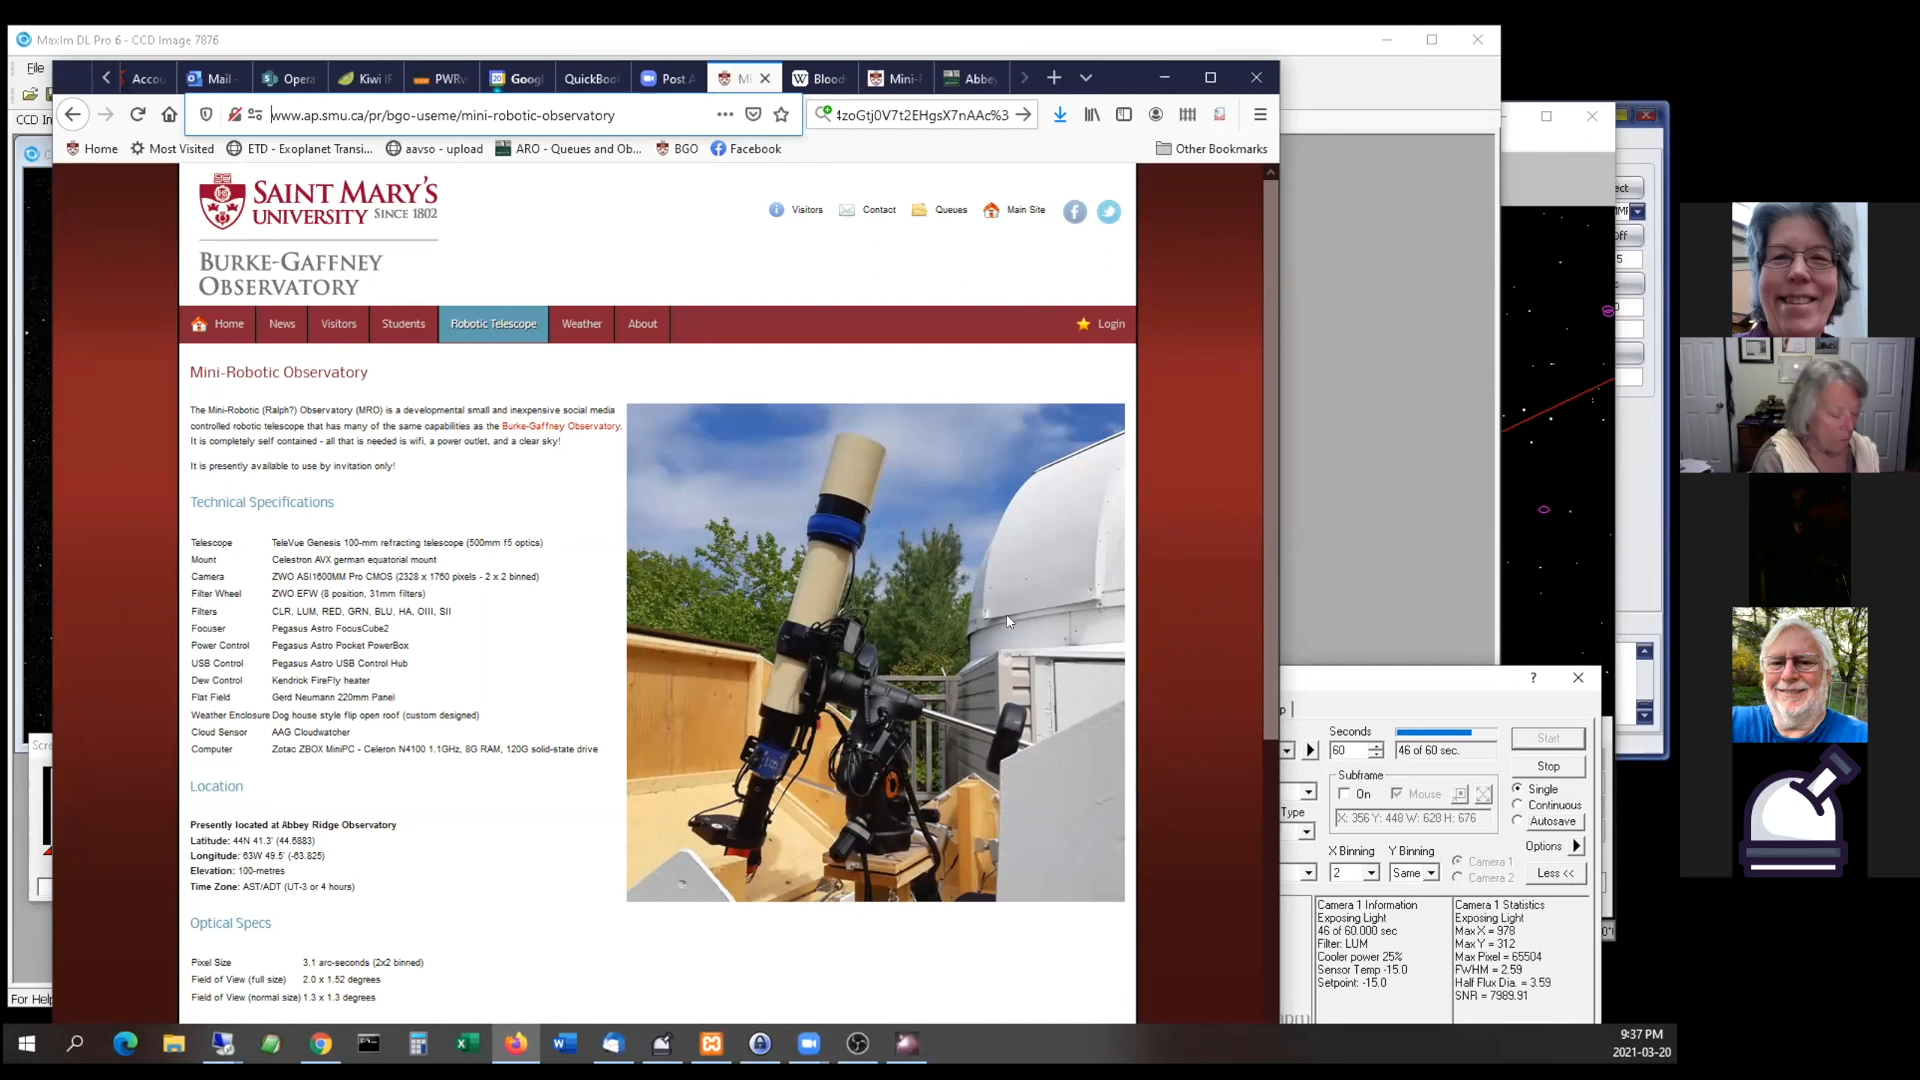 MaxIm DL Pro 6 - CCD Image 7876
File
Accou
Mail -
Opera
Kiwi If
PWRv
Googl
QuickBoo
Post A
Mi
Bloo
Mini-f
Abbe
www.ap.smu.ca/pr/bgo-useme/mini-robotic-observatory
4zoGtj0V7t2EHgsX7nAAc%3
Home
Most Visited
ETD - Exoplanet Transi...
aavso - upload
ARO - Queues and Ob...
BGO
Facebook
Other Bookmarks
SAINT MARY'S
UNIVERSITY SINCE 1802
BURKE-GAFFNEY
OBSERVATORY
Visitors
Contact
Queues
Main Site
Home
News
Visitors
Students
Robotic Telescope
Weather
About
Login
Mini-Robotic Observatory
The Mini-Robotic (Ralph?) Observatory (MRO) is a developmental small and inexpensive social media
controlled robotic telescope that has many of the same capabilities as the Burke-Gaffney Observatory.
It is completely self contained - all that is needed is wifi, a power outlet, and a clear sky!
It is presently available to use by invitation only!
Technical Specifications
Telescope TeleVue Genesis 100-mm refracting telescope (500mm f5 optics)
Mount Celestron AVX german equatorial mount
Camera ZWO ASI1600MM Pro CMOS (2328 x 1760 pixels - 2 x 2 binned)
Filter Wheel ZWO EFW (8 position, 31mm filters)
Filters CLR, LUM, RED, GRN, BLU, HA, OIII, SII
Focuser Pegasus Astro FocusCube2
Power Control Pegasus Astro Pocket PowerBox
USB Control Pegasus Astro USB Control Hub
Dew Control Kendrick FireFly heater
Flat Field Gerd Neumann 220mm Panel
Weather Enclosure Dog house style flip open roof (custom designed)
Cloud Sensor AAG Cloudwatcher
Computer Zotac ZBOX MiniPC - Celeron N4100 1.1GHz, 8G RAM, 120G solid-state drive
Location
Presently located at Abbey Ridge Observatory
Latitude: 44N 41.3' (44.6883)
Longitude: 63W 49.5' (-63.825)
Elevation: 100-metres
Time Zone: AST/ADT (UT-3 or 4 hours)
Optical Specs
Pixel Size 3.1 arc-seconds (2x2 binned)
Field of View (full size) 2.0 x 1.52 degrees
Field of View (normal size) 1.3 x 1.3 degrees
CCD In
For Help
ect
Off
5
Seconds
60
46 of 60 sec.
Start
Stop
Subframe
On
Mouse
X: 356 Y: 448 W: 628 H: 676
Single
Continuous
Autosave
Type
X Binning
Y Binning
2
Same
Camera 1
Camera 2
Options
Less <<
Camera 1 Information
Exposing Light
46 of 60.000 sec
Filter: LUM
Cooler power 25%
Sensor Temp -15.0
Setpoint: -15.0
Camera 1 Statistics
Exposing Light
Max X = 978
Max Y = 312
Max Pixel = 65504
FWHM = 2.59
Half Flux Dia. = 3.59
SNR = 7989.91
9:37 PM
2021-03-20